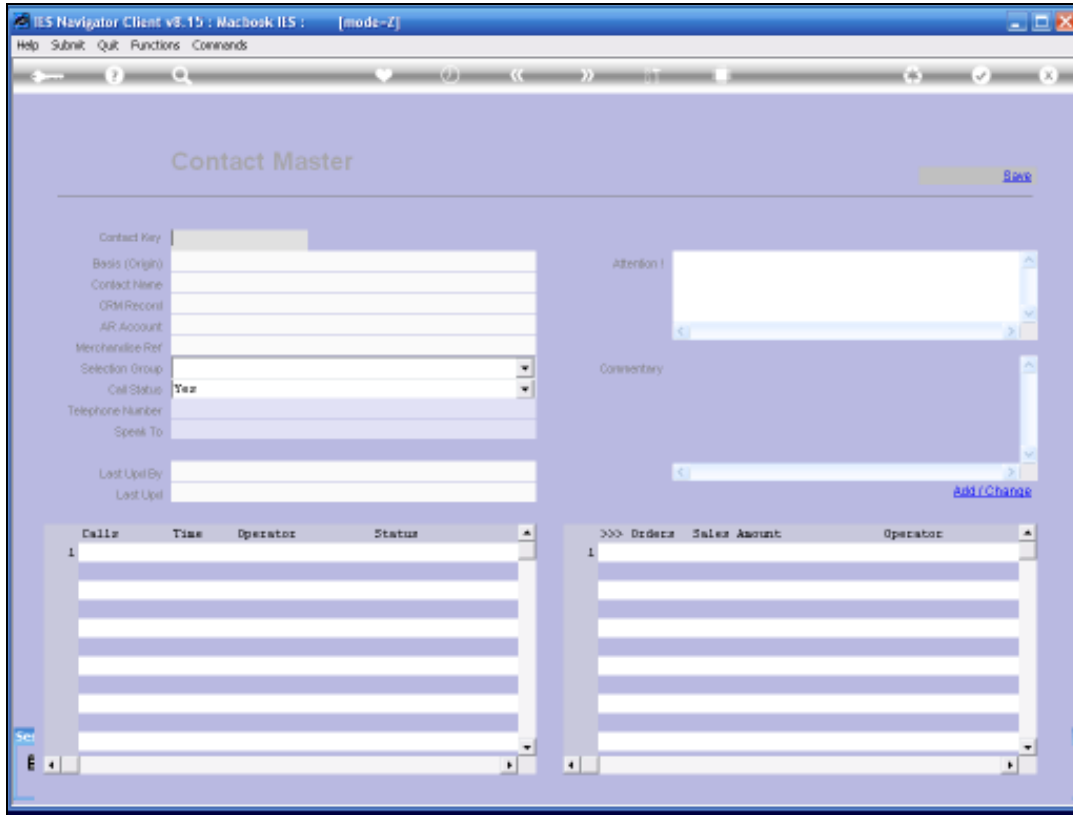 IES Navigator Client v8.15 : Macbook IES : [mode-Z]
Help Submit Quit Functions Commands
Contact Master
Save
Contact Key
Basis (Origin)
Attention !
Contact Name
CRM Record
AR Account
Merchandise Ref
Selection Group
Commentary
Call Status Yes
Telephone Number
Speak To
Last Upd By
Last Upd
Add / Change
Calls Time Operator Status
>>> Orders Sales Amount Operator
1
1